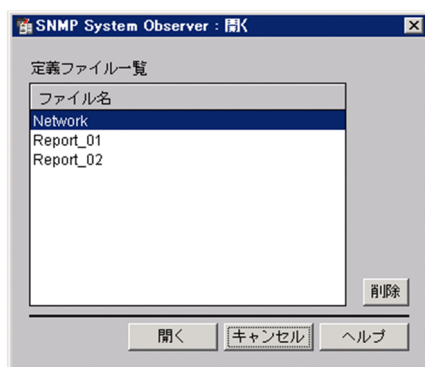 SNMP System Observer : 開く
定義ファイル一覧
ファイル名
Network
Report_01
Report_02
削除
開く キャンセル ヘルプ